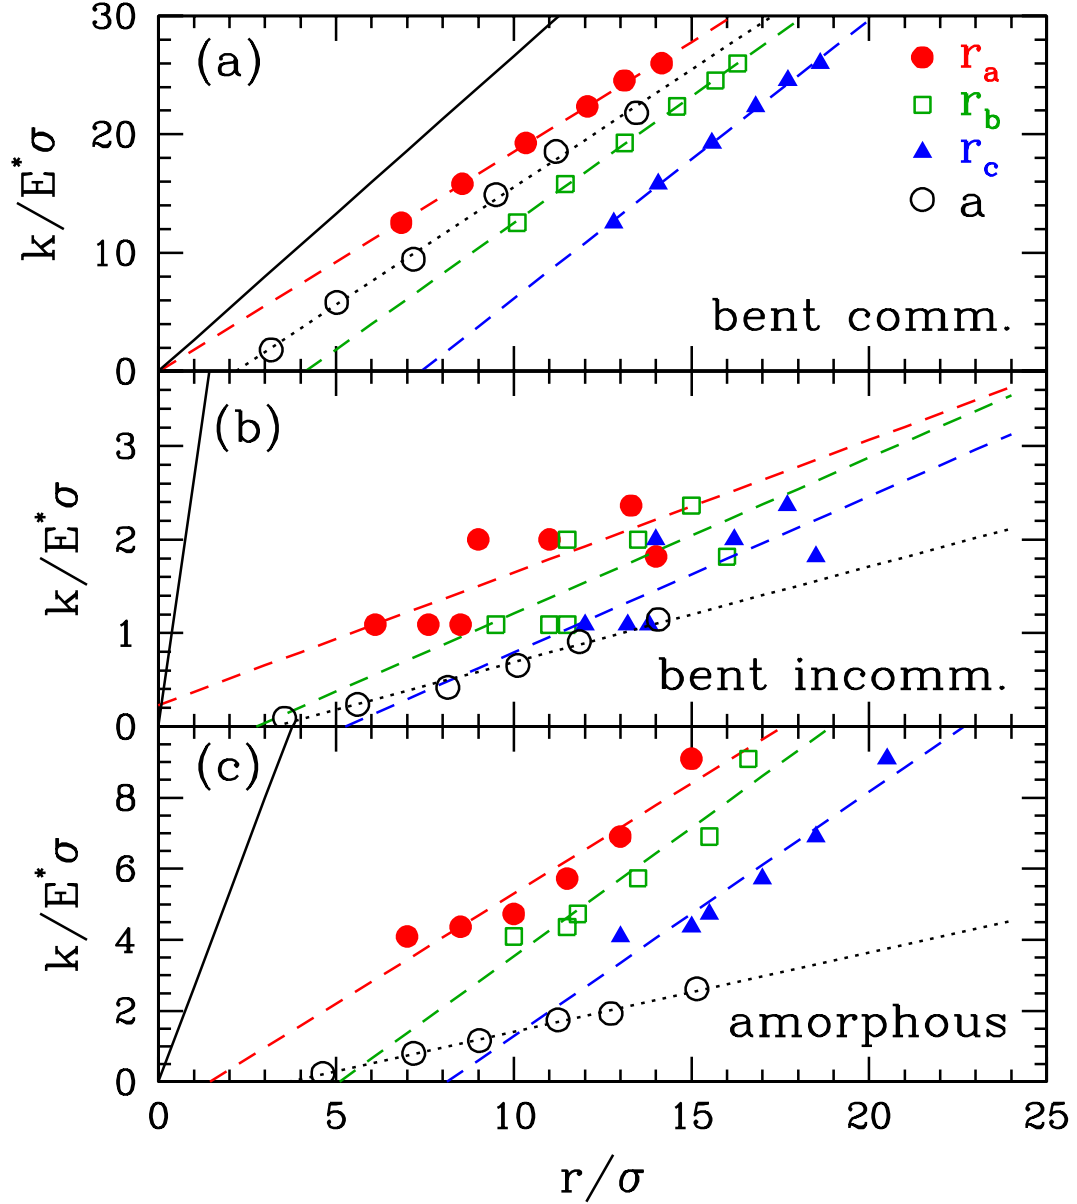 30
(a)
r_a
r_b
20
r_c
a
k/E*σ
10
bent comm.
0
(b)
3
k/E*σ
2
1
bent incomm.
0
(c)
8
k/E*σ
6
4
2
amorphous
0
0 5 10 15 20 25
r/σ